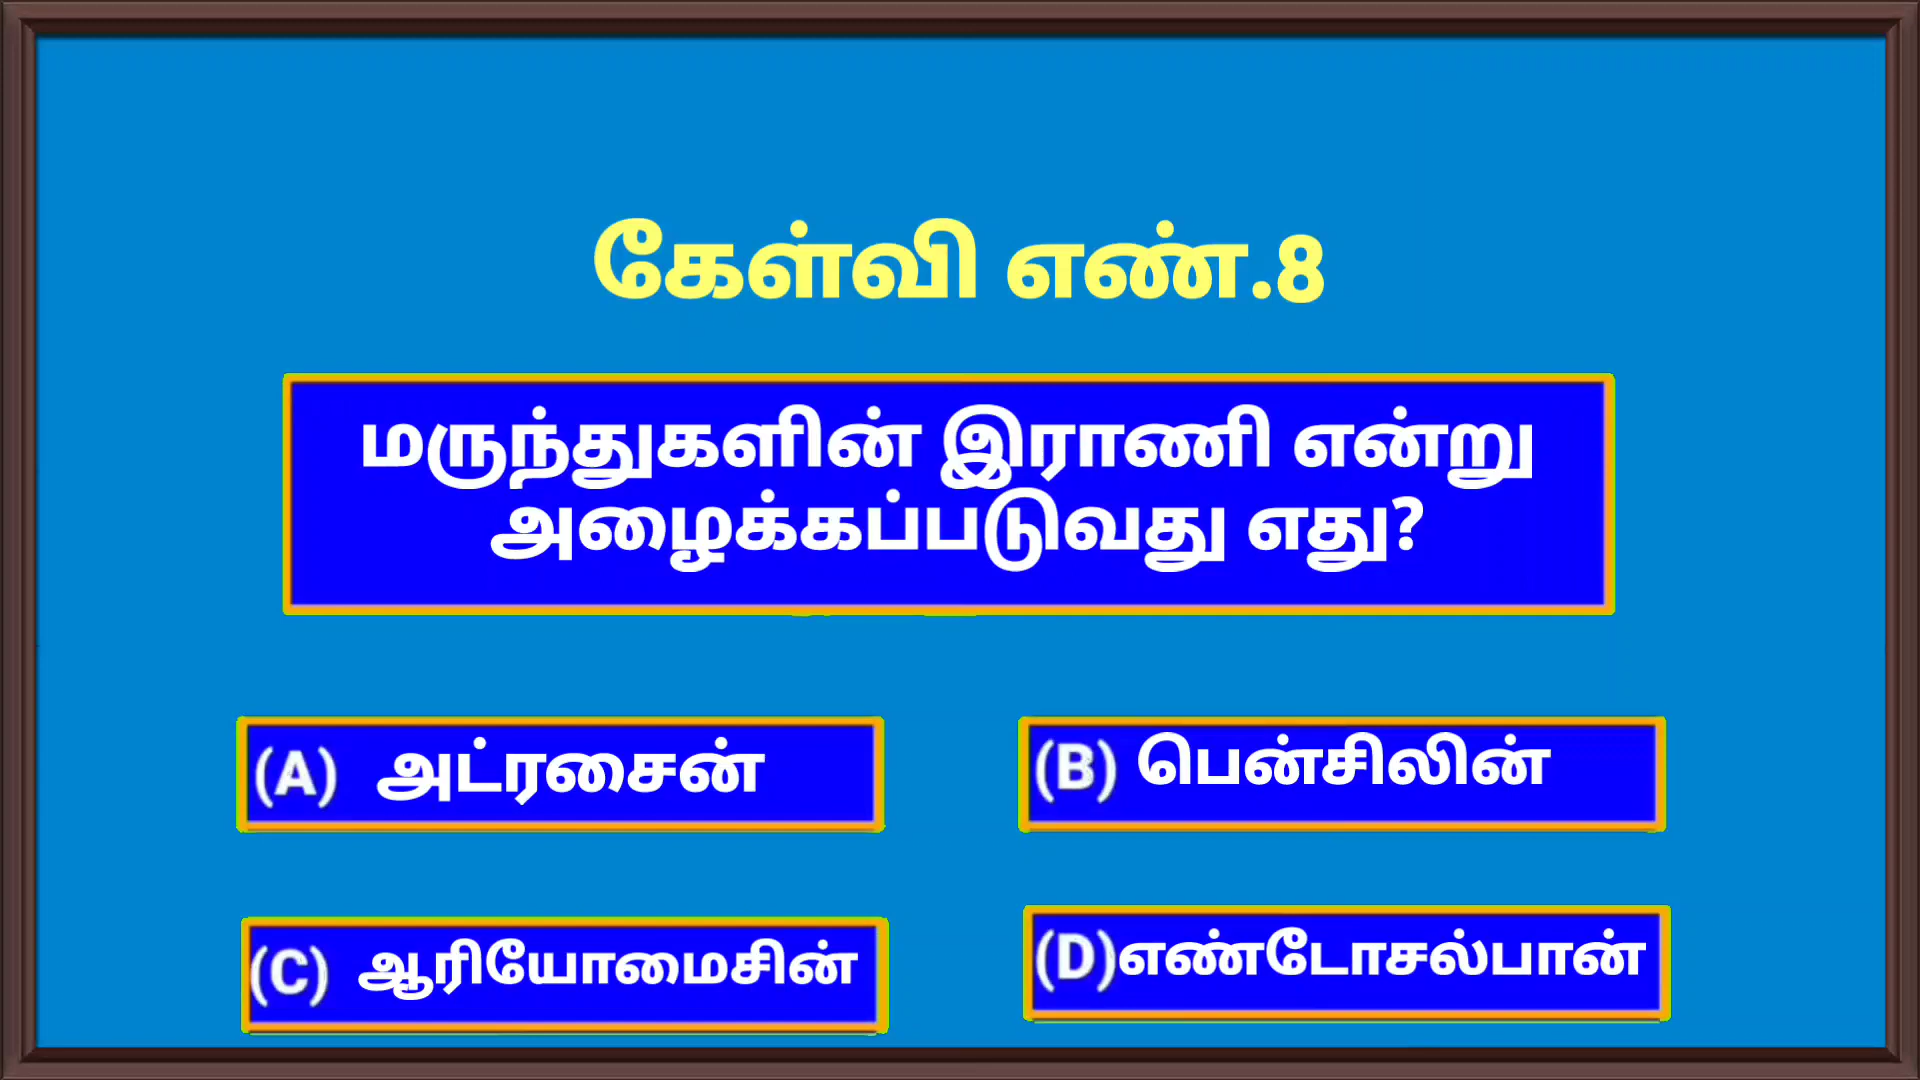 கேள்வி எண்.8
மருந்துகளின் இராணி என்று
அழைக்கப்படுவது எது?
(A) அட்ரசைன்
(B) பென்சிலின்
(C) ஆரியோமைசின்
(D)எண்டோசல்பான்